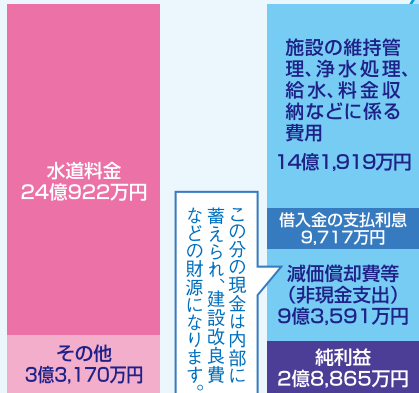 水道料金
24億922万円
その他
3億3,170万円
この分の現金は内部に
蓄えられ、建設改良費
などの財源になります。
施設の維持管
理、浄水処理、
給水、料金収
納などに係る
費用
14億1,919万円
借入金の支払利息
9,717万円
減価償却費等
(非現金支出)
9億3,591万円
純利益
2億8,865万円